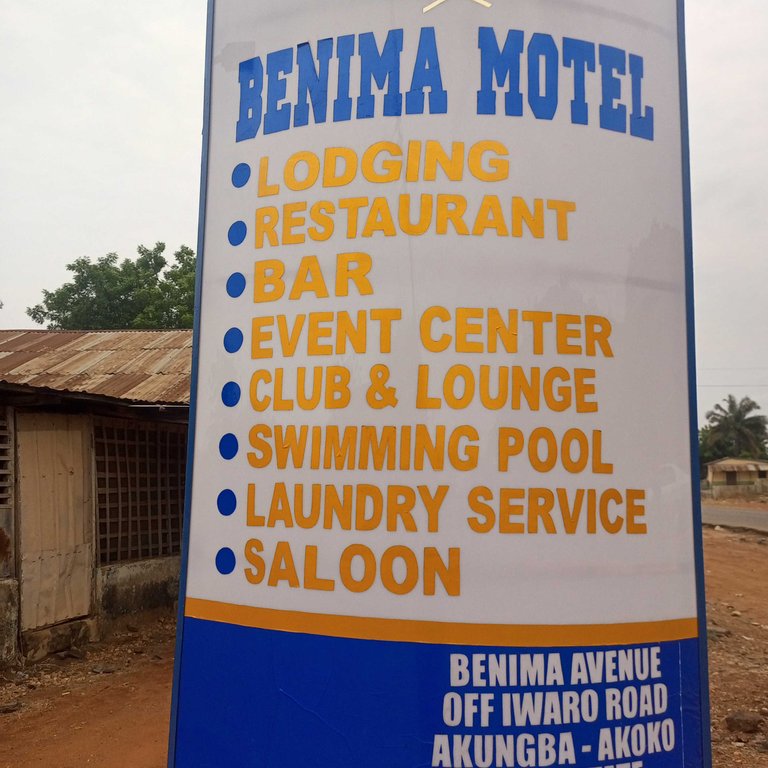 BENIMA MOTEL
• LODGING
• RESTAURANT
• BAR
• EVENT CENTER
• CLUB & LOUNGE
• SWIMMING POOL
• LAUNDRY SERVICE
• SALOON
BENIMA AVENUE
OFF IWARO ROAD
AKUNGBA - AKOKO